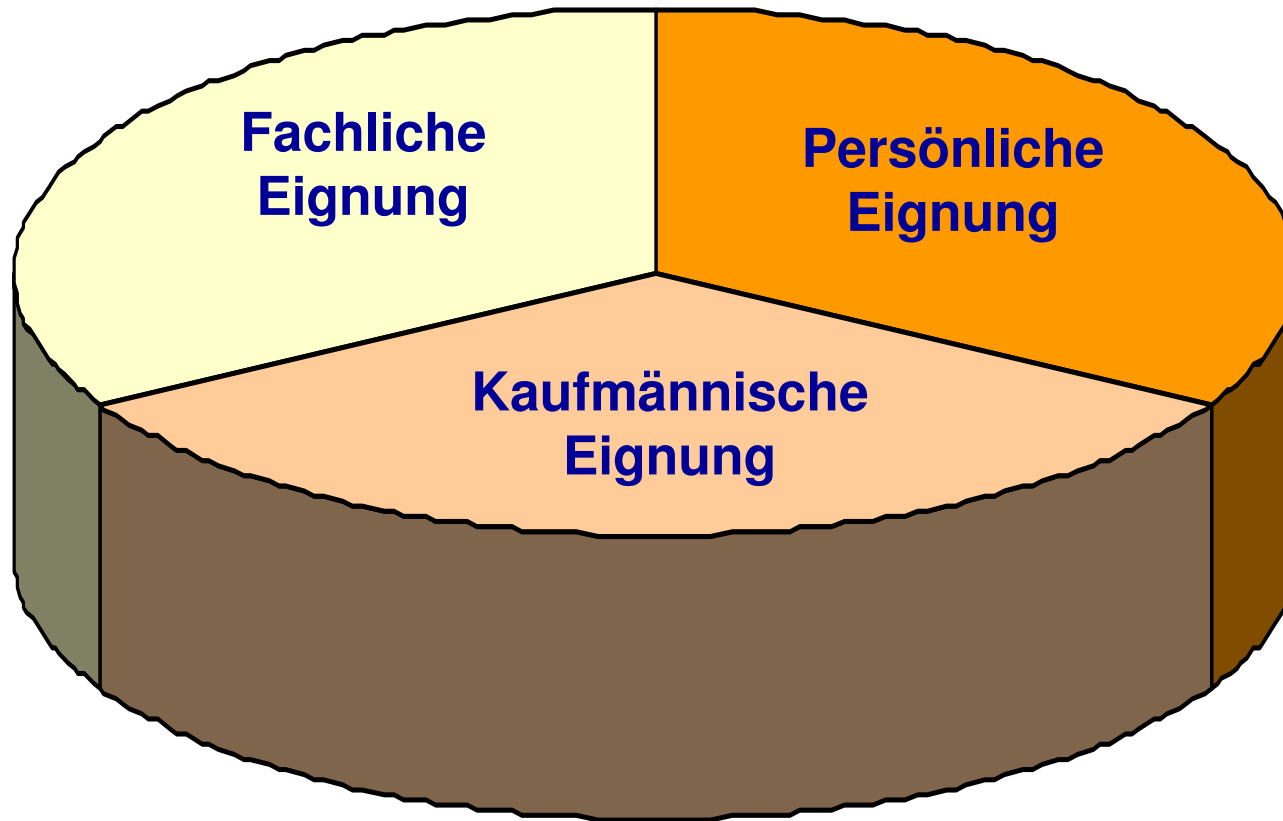 Fachliche
Eignung
Persönliche
Eignung
Kaufmännische
Eignung